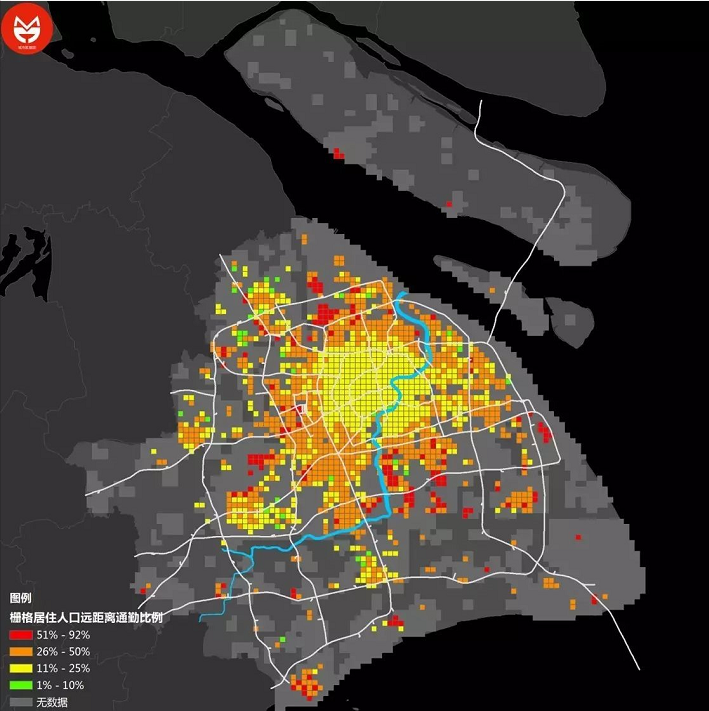 图例
栅格居住人口远距离通勤比例
51% - 92%
26% - 50%
11% - 25%
1% - 10%
无数据